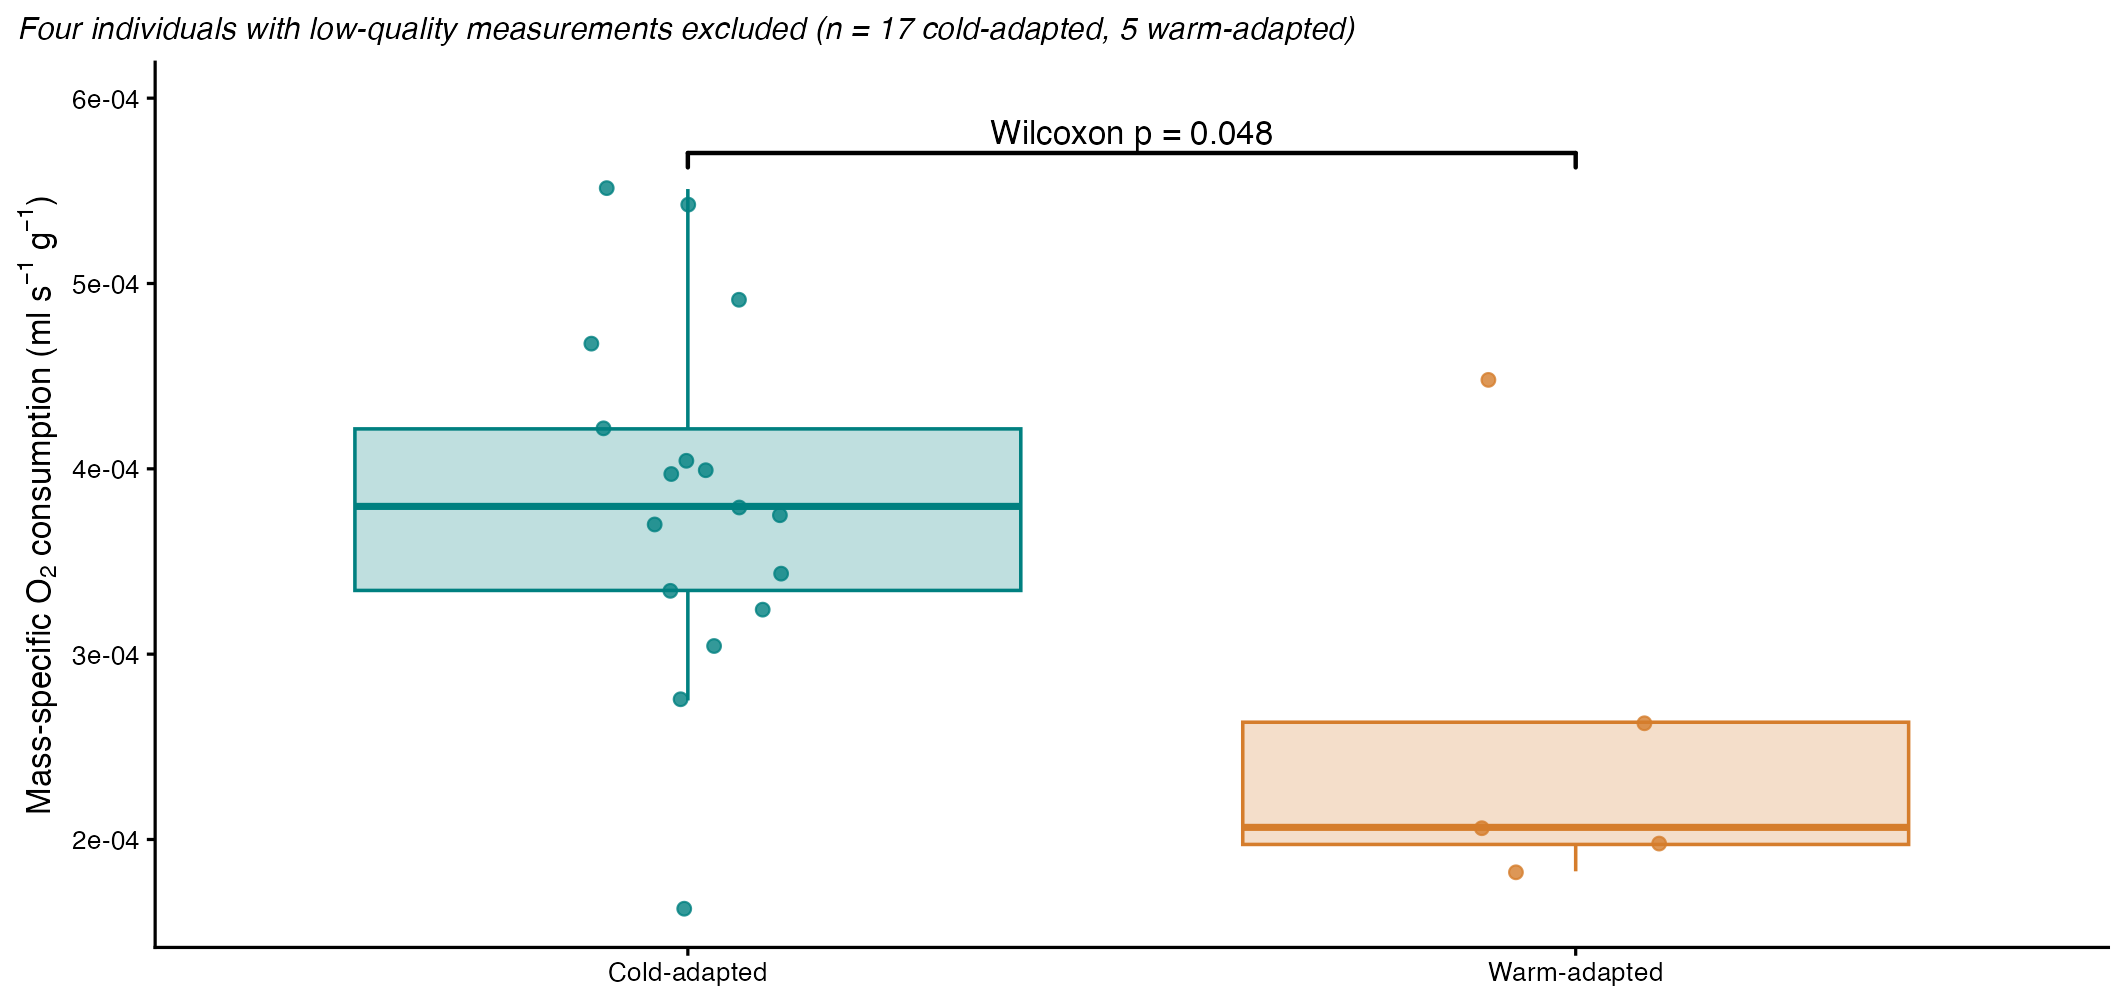 Four individuals with low-quality measurements excluded (n = 17 cold-adapted, 5 warm-adapted)
6e-04
5e-04
4e-04
3e-04
2e-04
Mass-specific O₂ consumption (ml s⁻¹ g⁻¹)
Wilcoxon p = 0.048
Cold-adapted
Warm-adapted